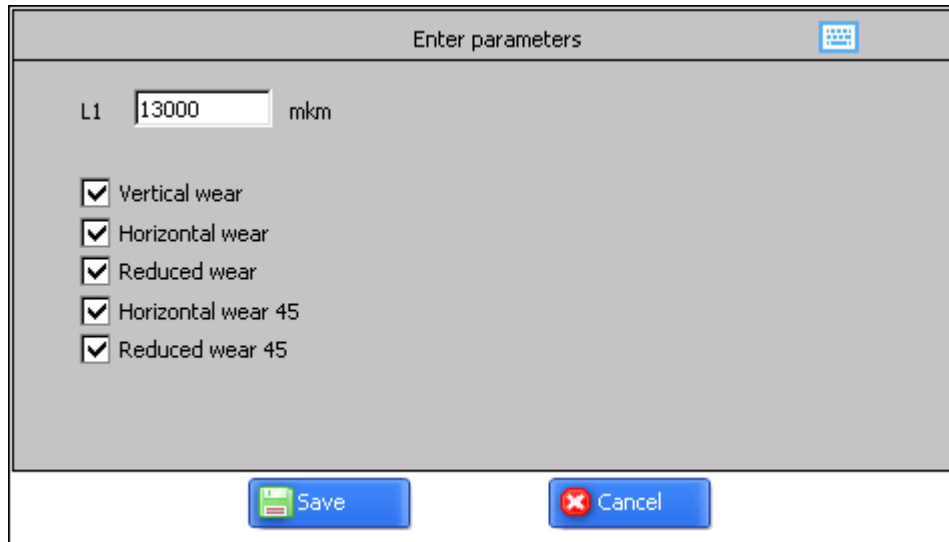 Enter parameters
L1 13000 mkm
Vertical wear
Horizontal wear
Reduced wear
Horizontal wear 45
Reduced wear 45
Save Cancel